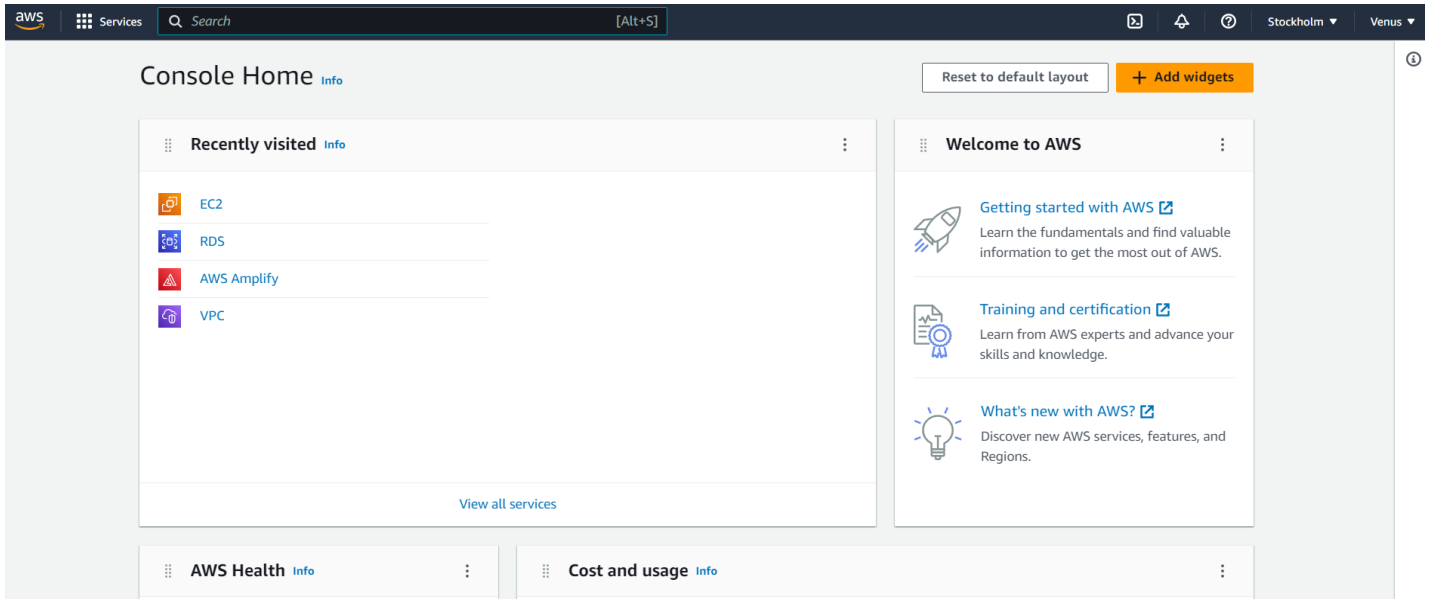 aws Services Search [Alt+S] Stockholm ▼ Venus ▼
Console Home Info
Reset to default layout
+ Add widgets
Recently visited Info
EC2
RDS
AWS Amplify
VPC
View all services
Welcome to AWS
Getting started with AWS
Learn the fundamentals and find valuable
information to get the most out of AWS.
Training and certification
Learn from AWS experts and advance your
skills and knowledge.
What's new with AWS?
Discover new AWS services, features, and
Regions.
AWS Health Info
Cost and usage Info